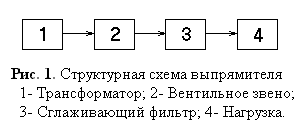 1 2 3 4
Рис. 1. Структурная схема выпрямителя
1- Трансформатор; 2- Вентильное звено;
3- Сглаживающий фильтр; 4- Нагрузка.